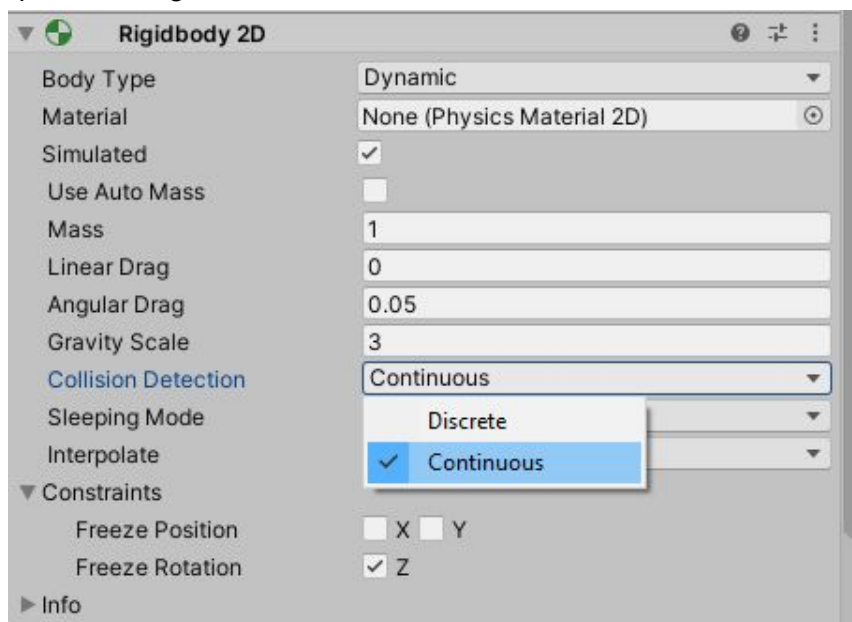 Rigidbody 2D
Body Type Dynamic
Material None (Physics Material 2D)
Simulated
Use Auto Mass
Mass 1
Linear Drag 0
Angular Drag 0.05
Gravity Scale 3
Collision Detection Continuous
Sleeping Mode Discrete
Interpolate Continuous
Constraints
Freeze Position X Y
Freeze Rotation Z
Info